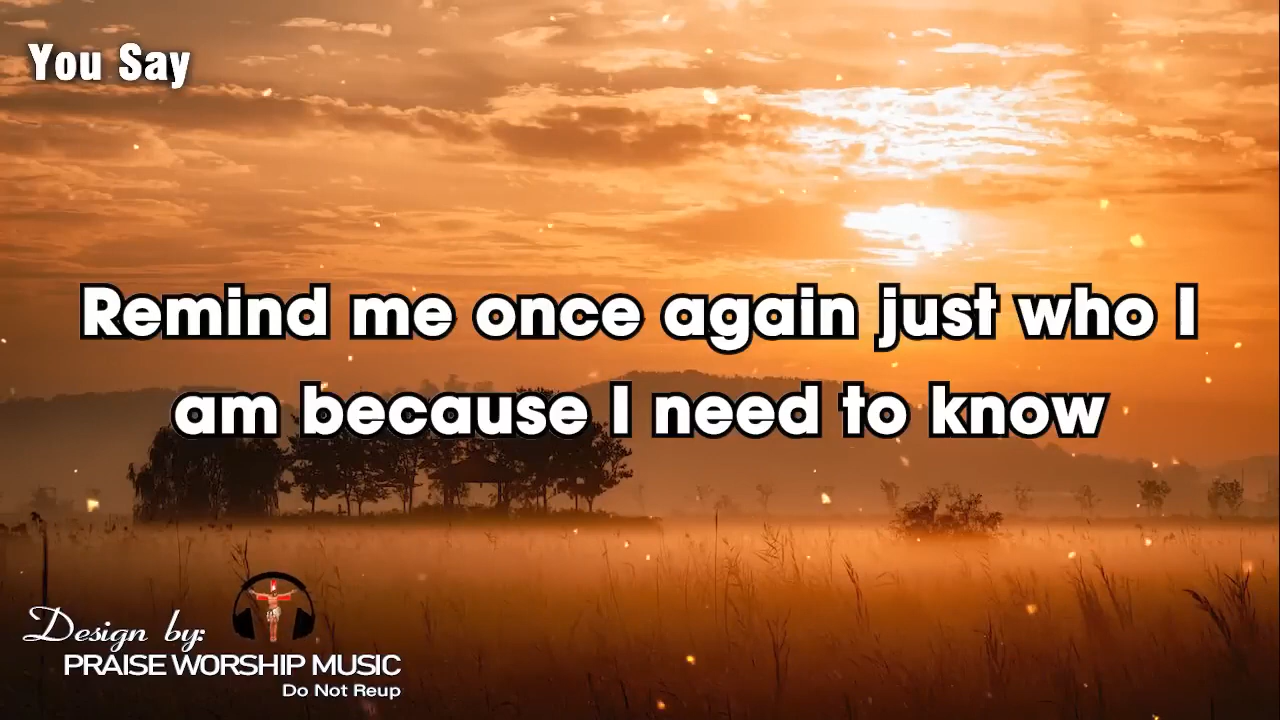 You Say
Remind me once again just who I
am because I need to know
Design by:
PRAISE WORSHIP MUSIC
Do Not Reup